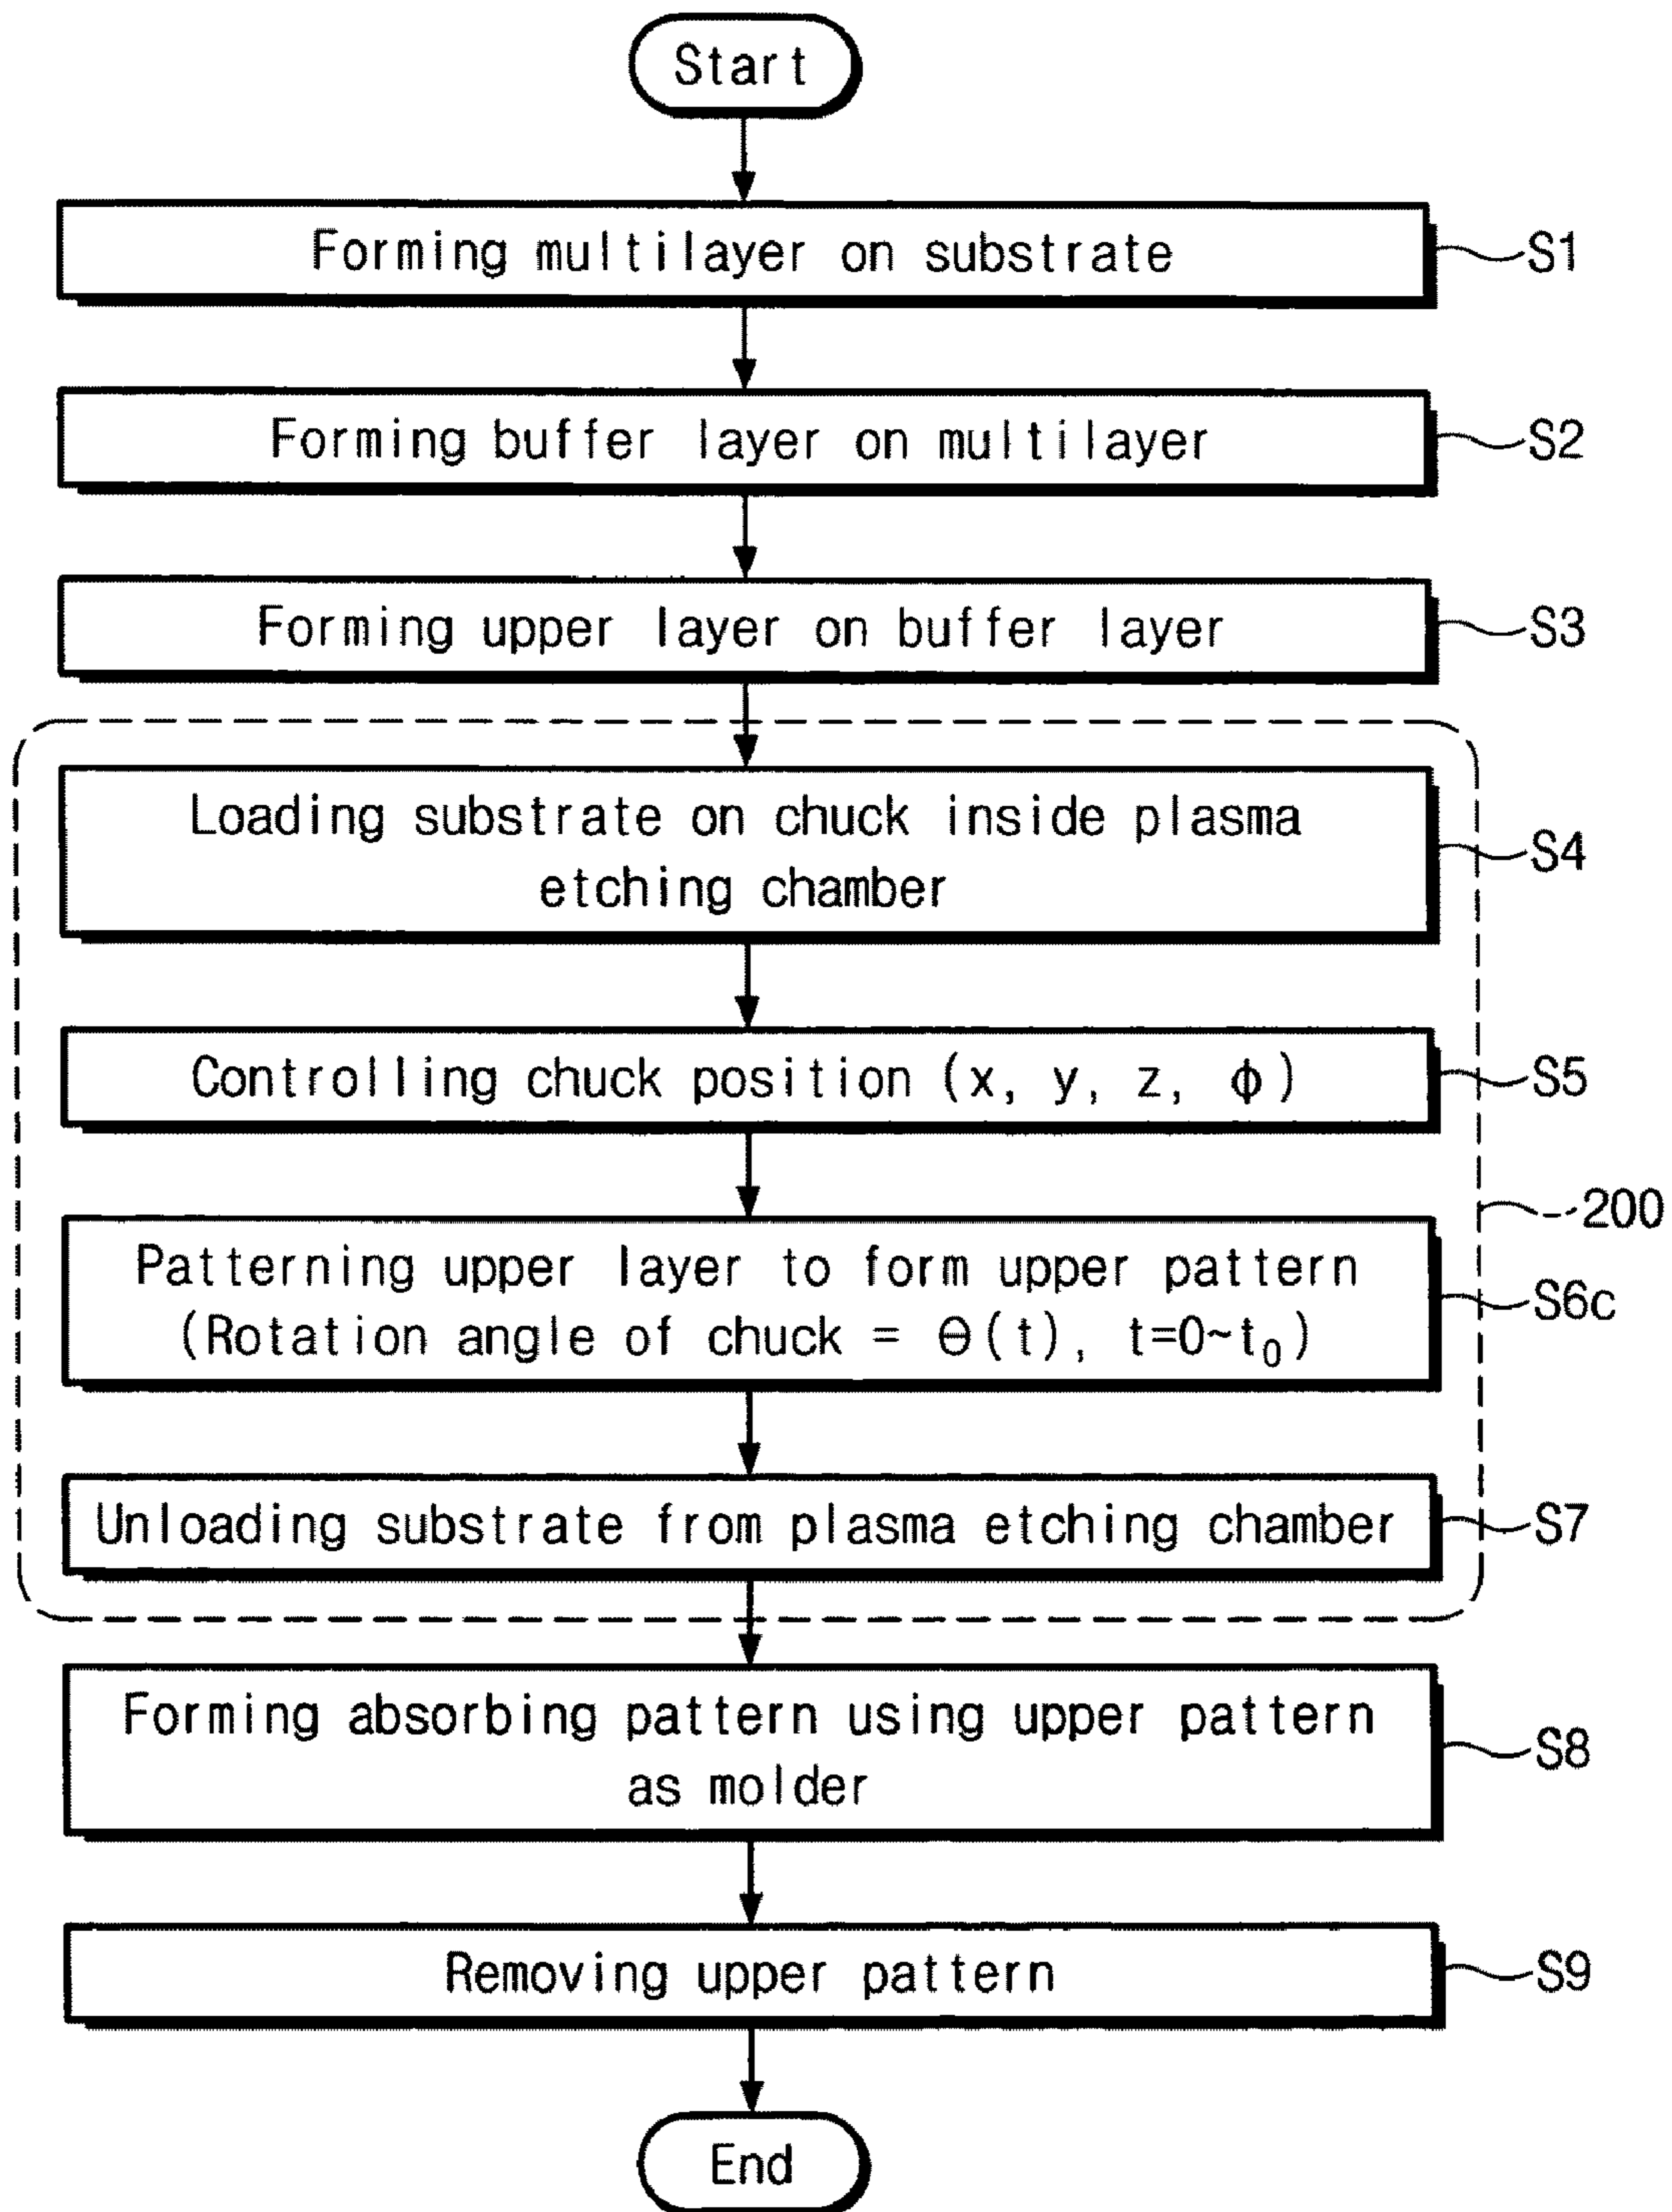 Start
Forming multilayer on substrate
S1
Forming buffer layer on multilayer
S2
Forming upper layer on buffer layer
S3
Loading substrate on chuck inside plasma
etching chamber
S4
Controlling chuck position (x, y, z, ϕ)
S5
200
Patterning upper layer to form upper pattern
(Rotation angle of chuck = Θ(t), t=0~t₀)
S6c
Unloading substrate from plasma etching chamber
S7
Forming absorbing pattern using upper pattern
as molder
S8
Removing upper pattern
S9
End